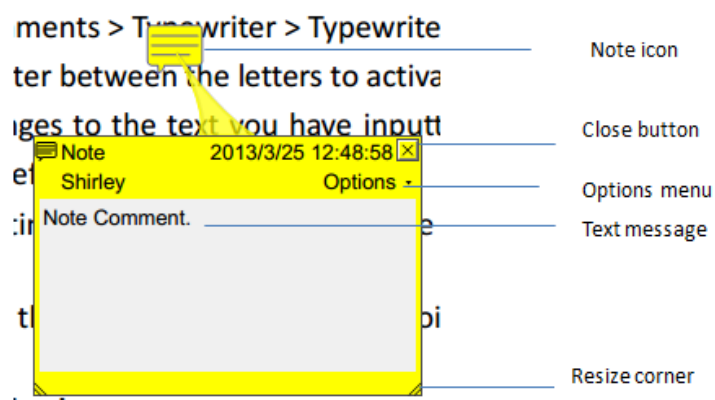 ments > Typewriter > Typewrite
Note icon
ter between the letters to activa
ges to the text you have inputt
Close button
Note 2013/3/25 12:48:58
Shirley Options
Options menu
Note Comment.
Text message
Resize corner